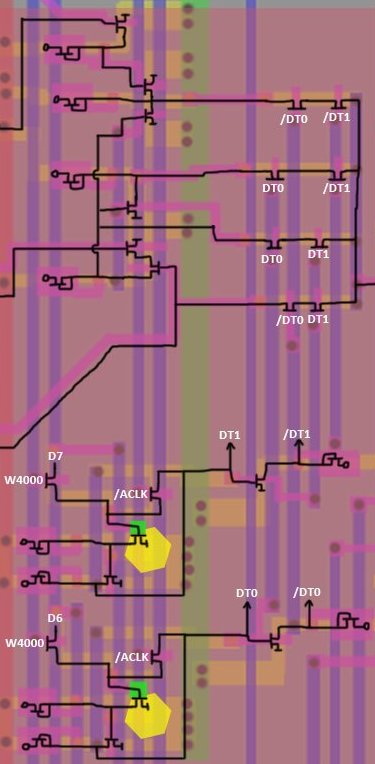 /DT0 /DT1
DT0 /DT1
DT0 DT1
/DT0 DT1
DT1 /DT1
D7
W4000
/ACLK
DT0 /DT0
D6
W4000
/ACLK